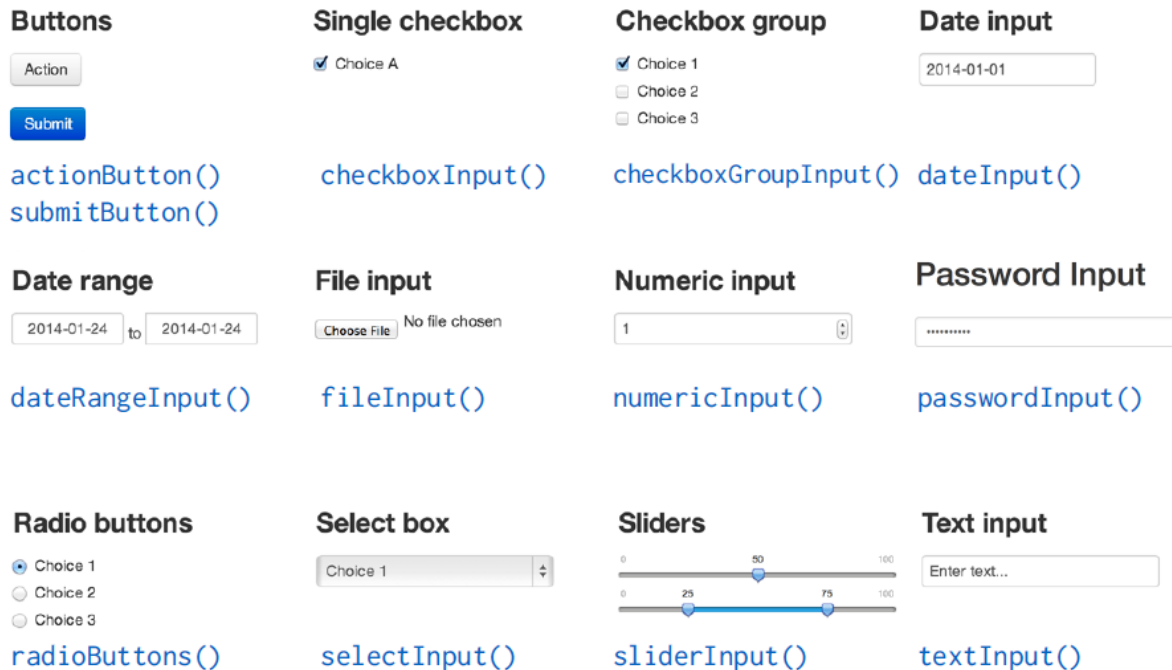 Buttons
Action
Submit
actionButton()
submitButton()
Single checkbox
Choice A
checkboxInput()
Checkbox group
Choice 1
Choice 2
Choice 3
checkboxGroupInput()
Date input
2014-01-01
dateInput()
Date range
2014-01-24 to 2014-01-24
dateRangeInput()
File input
Choose File No file chosen
fileInput()
Numeric input
1
numericInput()
Password Input
••••••••••
passwordInput()
Radio buttons
Choice 1
Choice 2
Choice 3
radioButtons()
Select box
Choice 1
selectInput()
Sliders
0 50 100
0 25 75 100
sliderInput()
Text input
Enter text...
textInput()